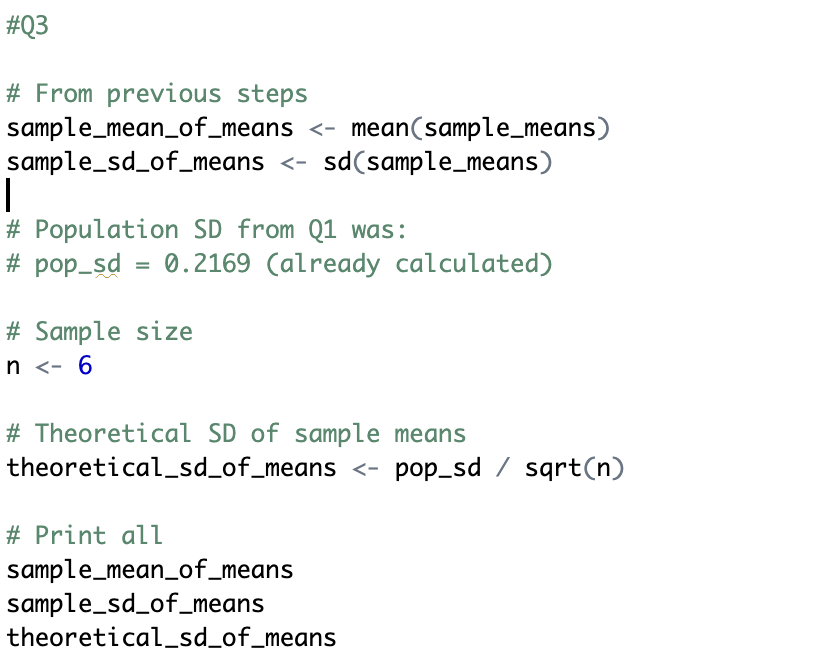 #Q3
# From previous steps
sample_mean_of_means <- mean(sample_means)
sample_sd_of_means <- sd(sample_means)
# Population SD from Q1 was:
# pop_sd = 0.2169 (already calculated)
# Sample size
n <- 6
# Theoretical SD of sample means
theoretical_sd_of_means <- pop_sd / sqrt(n)
# Print all
sample_mean_of_means
sample_sd_of_means
theoretical_sd_of_means